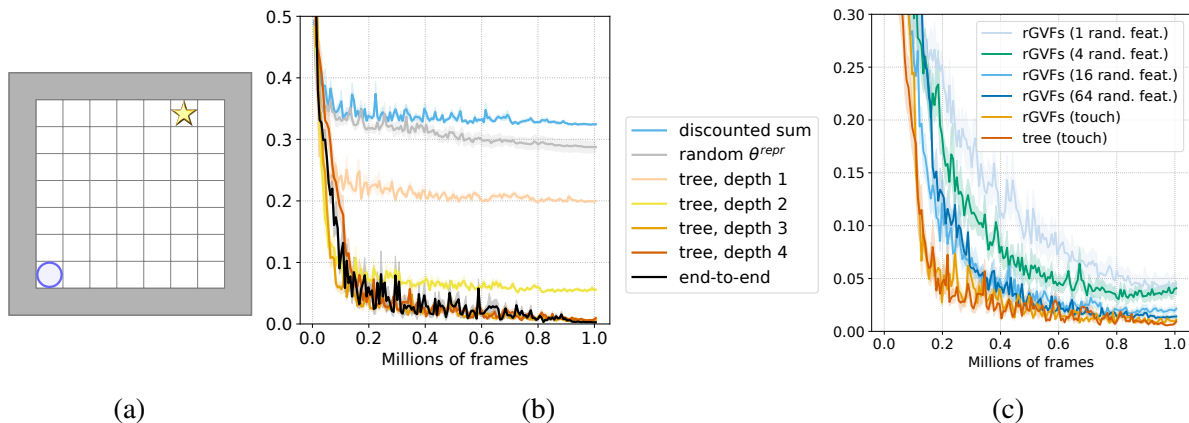 0.5
0.4
0.3
0.2
0.1
0.0
0.0 0.2 0.4 0.6 0.8 1.0
Millions of frames
discounted sum
random θ^repr
tree, depth 1
tree, depth 2
tree, depth 3
tree, depth 4
end-to-end
0.30
0.25
0.20
0.15
0.10
0.05
0.00
0.0 0.2 0.4 0.6 0.8 1.0
Millions of frames
rGVFs (1 rand. feat.)
rGVFs (4 rand. feat.)
rGVFs (16 rand. feat.)
rGVFs (64 rand. feat.)
rGVFs (touch)
tree (touch)
(a) (b) (c)